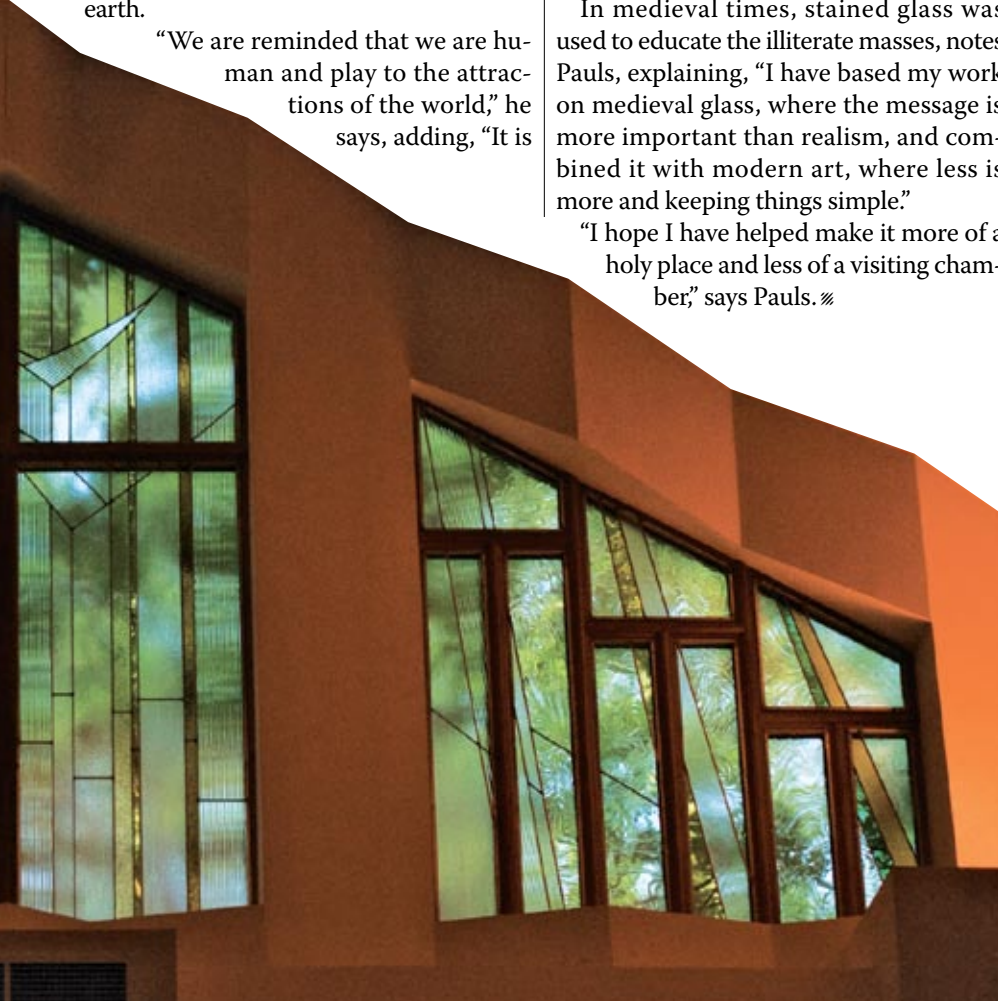 earth.
“We are reminded that we are hu-
man and play to the attrac-
tions of the world,” he
says, adding, “It is
In medieval times, stained glass was
used to educate the illiterate masses, notes
Pauls, explaining, “I have based my work
on medieval glass, where the message is
more important than realism, and com-
bined it with modern art, where less is
more and keeping things simple.”
“I hope I have helped make it more of a
holy place and less of a visiting cham-
ber,” says Pauls.